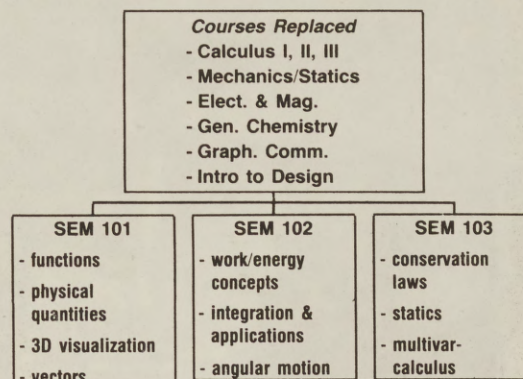 Courses Replaced
- Calculus I, II, III
- Mechanics/Statics
- Elect. & Mag.
- Gen. Chemistry
- Graph. Comm.
- Intro to Design
SEM 101
- functions
- physical
quantities
- 3D visualization
- vectors
SEM 102
- work/energy
concepts
- integration &
applications
- angular motion
SEM 103
- conservation
laws
- statics
- multivar-
calculus